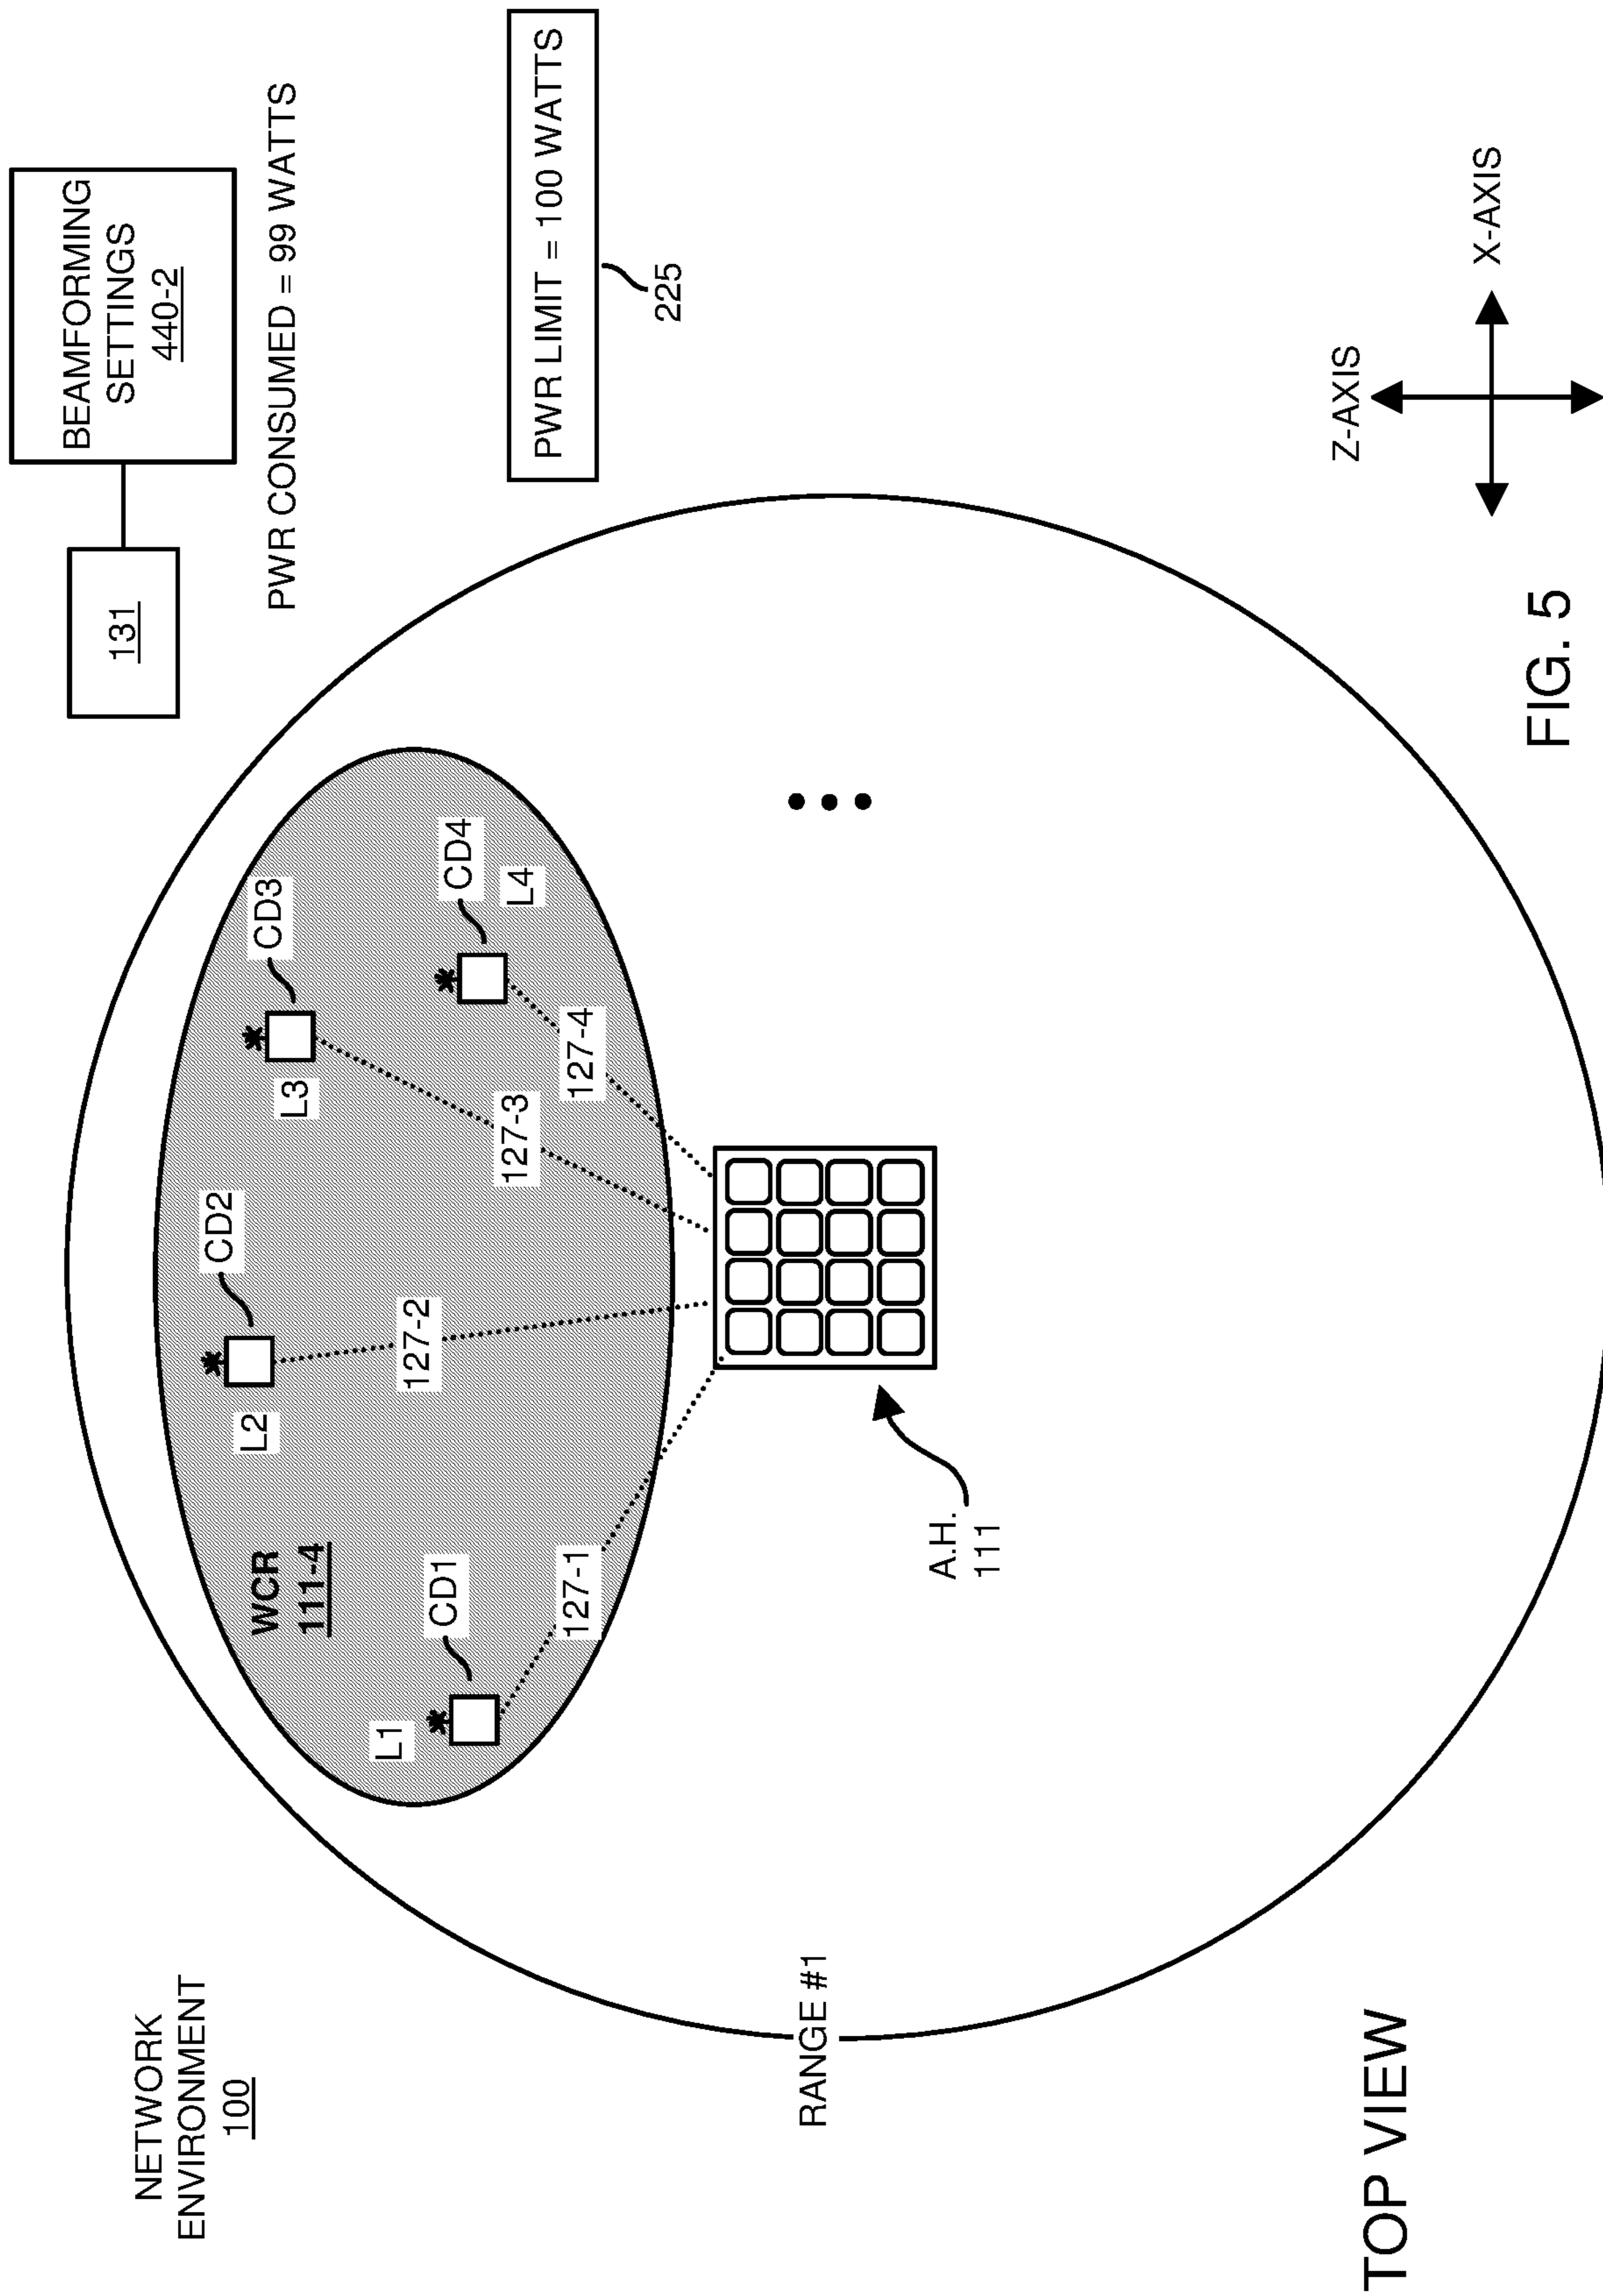 NETWORK
ENVIRONMENT
100
131
BEAMFORMING
SETTINGS
440-2
PWR CONSUMED = 99 WATTS
PWR LIMIT = 100 WATTS
225
WCR
111-4
L1
CD1
L2
CD2
L3
CD3
CD4
L4
127-1
127-2
127-3
127-4
RANGE #1
A.H.
111
Z-AXIS
X-AXIS
TOP VIEW
FIG. 5